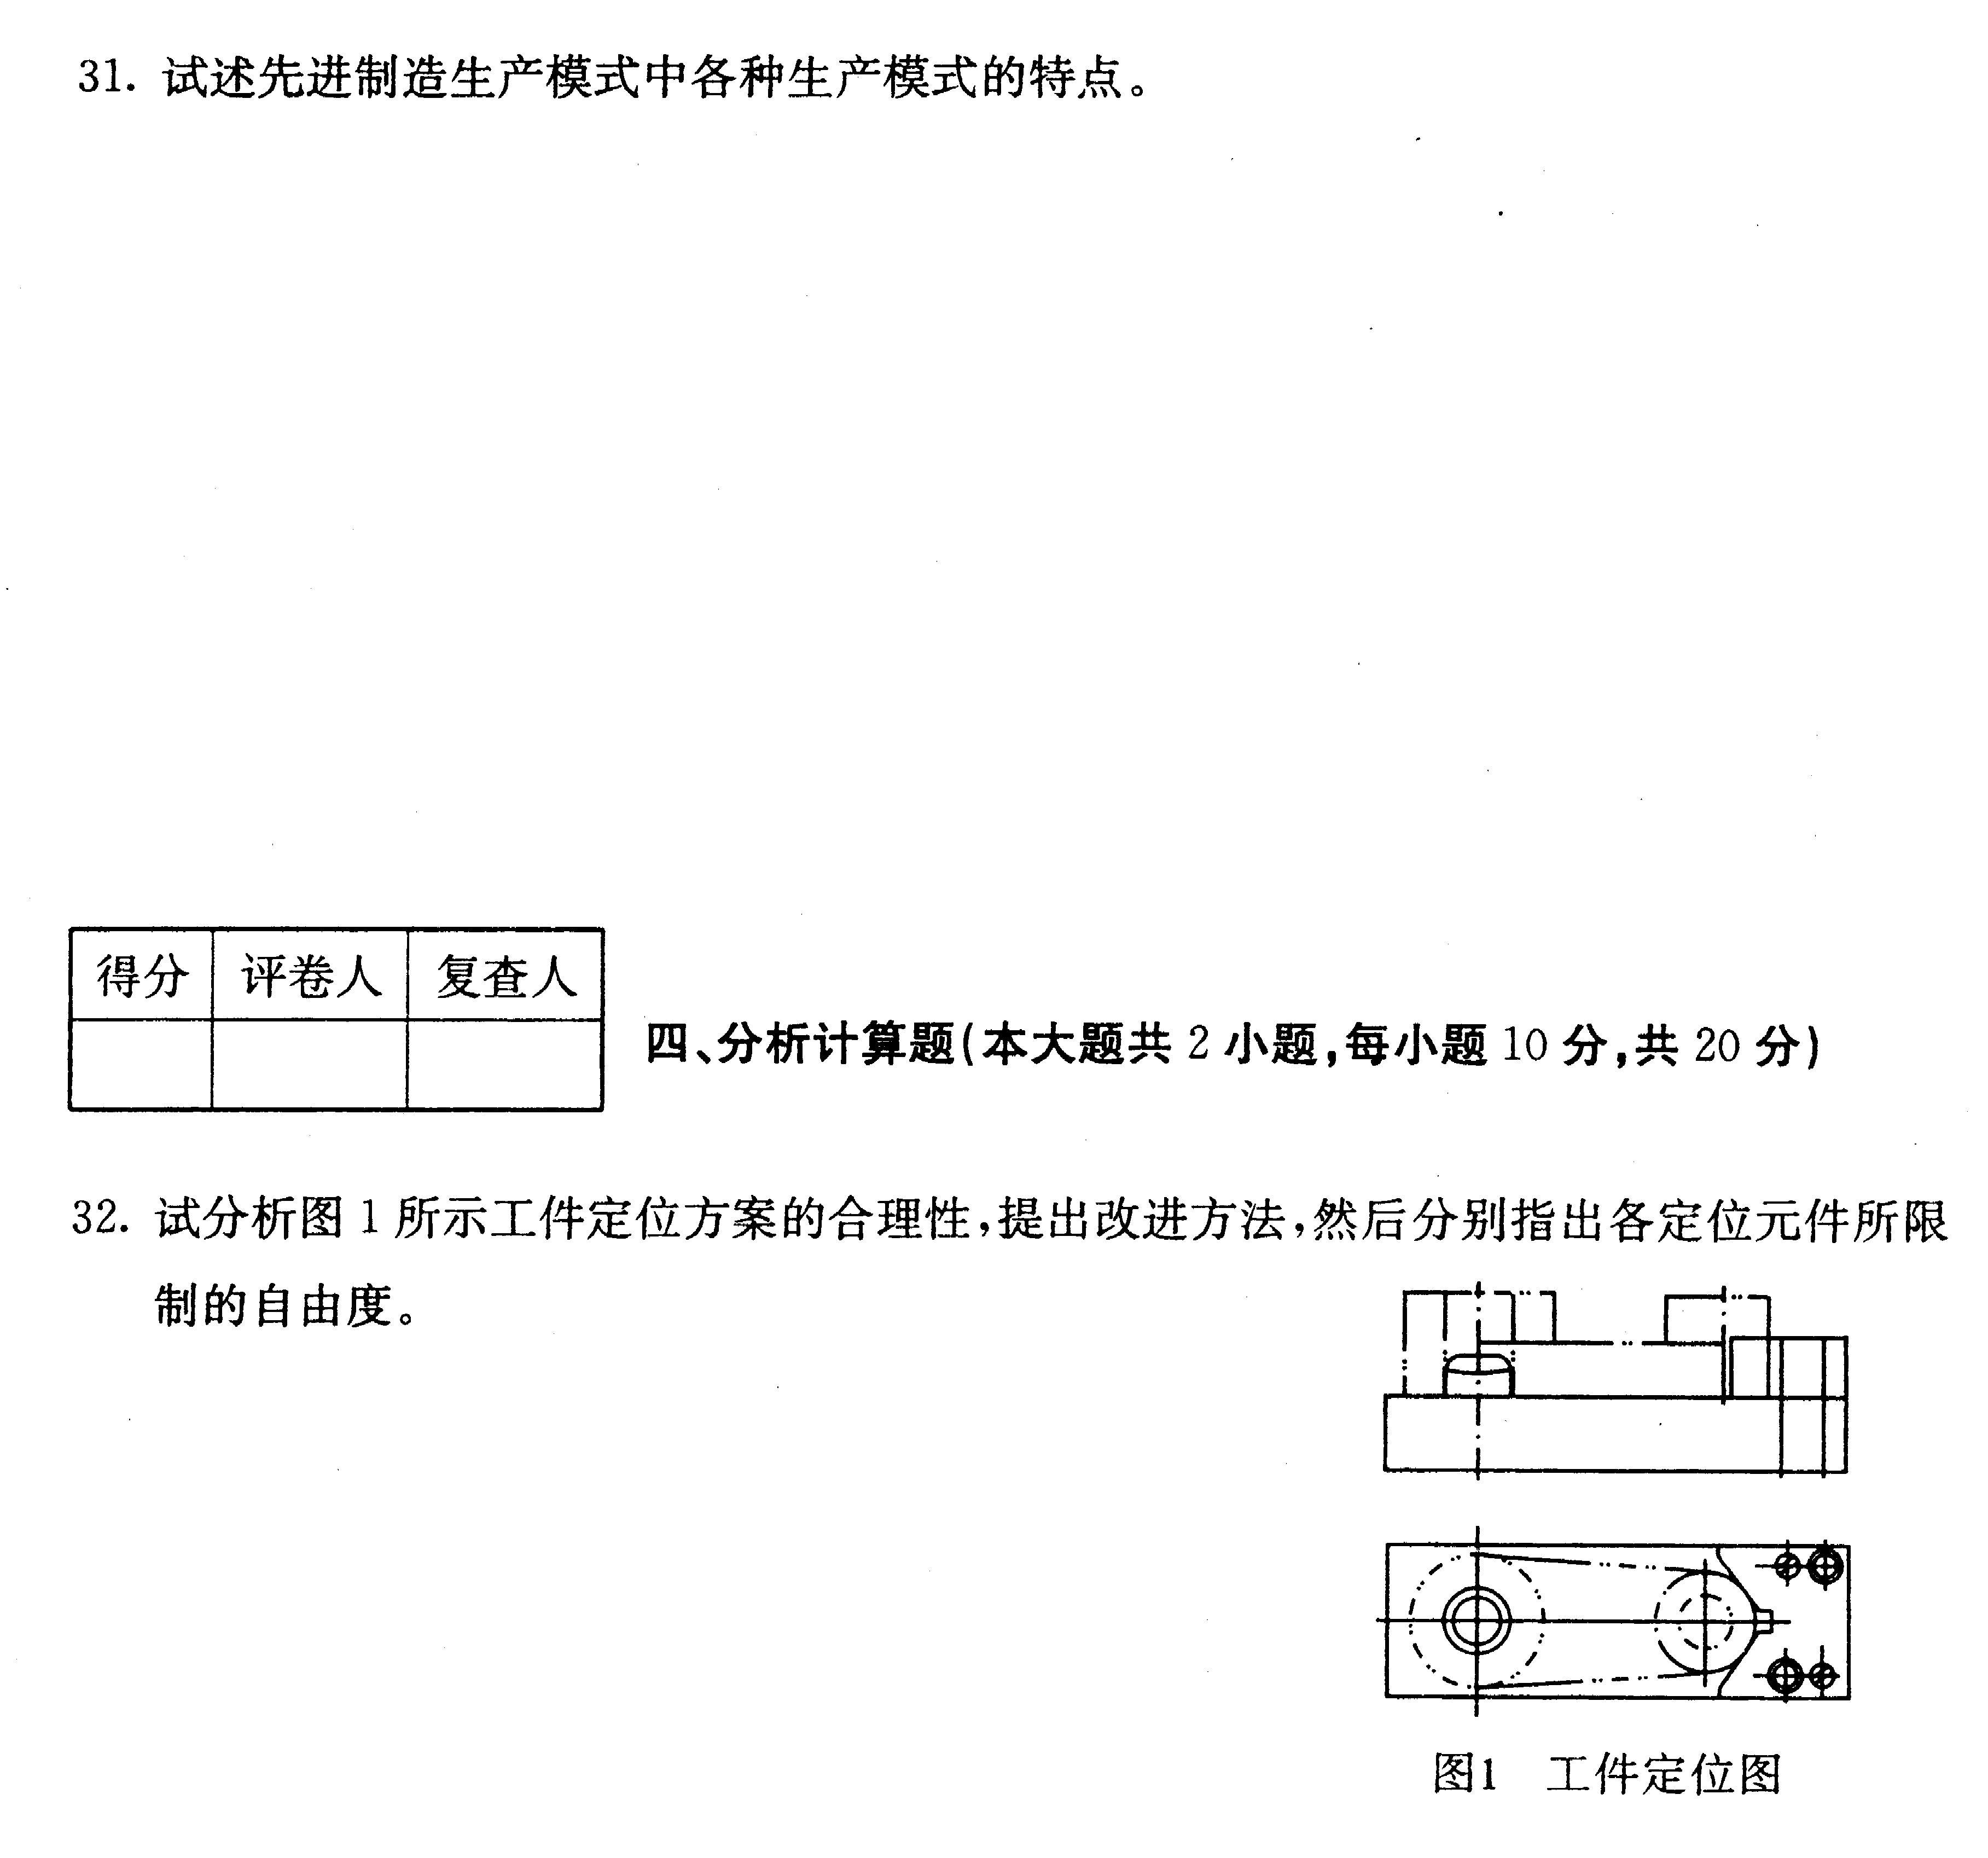 31. 试述先进制造生产模式中各种生产模式的特点。
得分 评卷人 复查人
四、分析计算题(本大题共 2 小题,每小题 10 分,共 20 分)
32. 试分析图 1 所示工件定位方案的合理性,提出改进方法,然后分别指出各定位元件所限
制的自由度。
图1 工件定位图